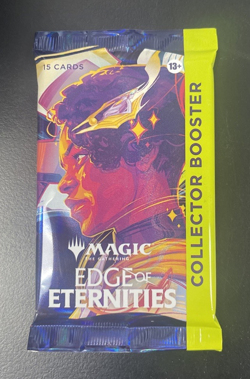 15 CARDS
13+
COLLECTOR BOOSTER
MAGIC
THE GATHERING
EDGE OF
ETERNITIES